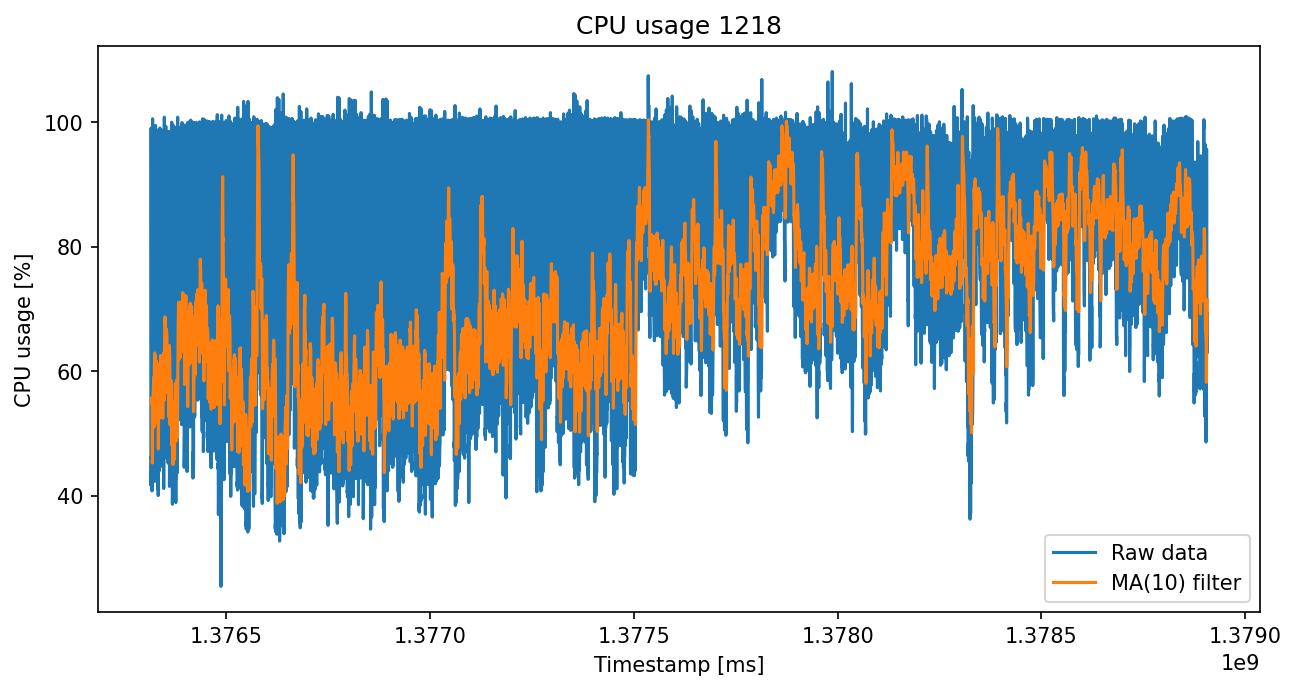 CPU usage 1218
CPU usage [%]
100
80
60
40
Raw data
MA(10) filter
1.3765 1.3770 1.3775 1.3780 1.3785 1.3790
1e9
Timestamp [ms]